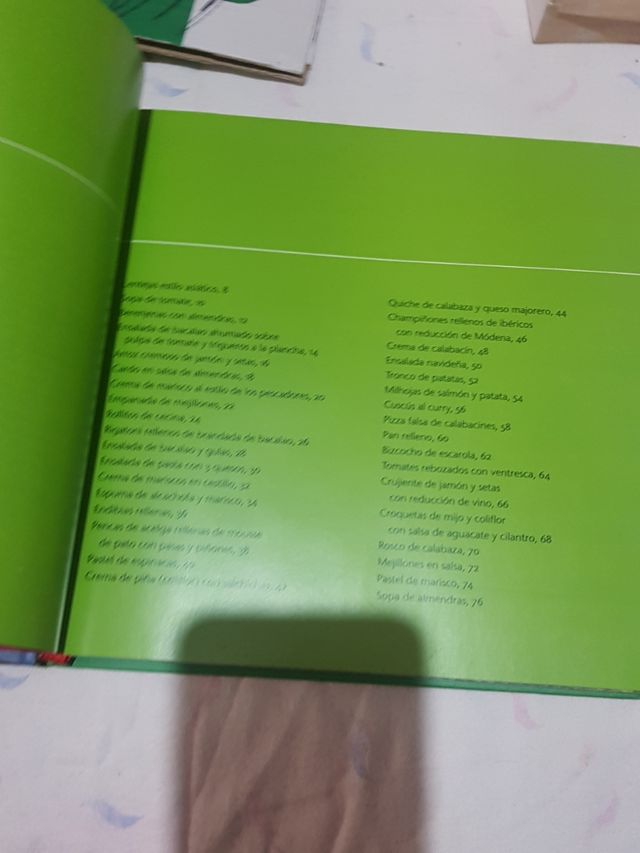 Lentejas estilo asiático, 8
Sopa de tomate, 10
Berenjenas con almendras, 12
Ensalada de bacalao ahumado sobre
pulpa de tomate y trigueros a la plancha, 14
Arroz cremoso de jamón y setas, 16
Cardo en salsa de almendras, 18
Crema de marisco al estilo de los pescadores, 20
Empanada de mejillones, 22
Rollitos de cecina, 24
Rigatoni rellenos de brandada de bacalao, 26
Ensalada de bacalao y gulas, 28
Ensalada de pasta con 3 quesos, 30
Crema de mariscos en castillo, 32
Espuma de alcachofa y marisco, 34
Endibias rellenas, 36
Pencas de acelga rellenas de mousse
de pato con pasas y piñones, 38
Pastel de espinacas, 40
Crema de piña con 42
Quiche de calabaza y queso majorero, 44
Champiñones rellenos de ibéricos
con reducción de Módena, 46
Crema de calabacín, 48
Ensalada navideña, 50
Tronco de patatas, 52
Milhojas de salmón y patata, 54
Cuscús al curry, 56
Pizza falsa de calabacines, 58
Pan relleno, 60
Bizcocho de escarola, 62
Tomates rebozados con ventresca, 64
Crujiente de jamón y setas
con reducción de vino, 66
Croquetas de mijo y coliflor
con salsa de aguacate y cilantro, 68
Rosco de calabaza, 70
Mejillones en salsa, 72
Pastel de marisco, 74
Sopa de almendras, 76